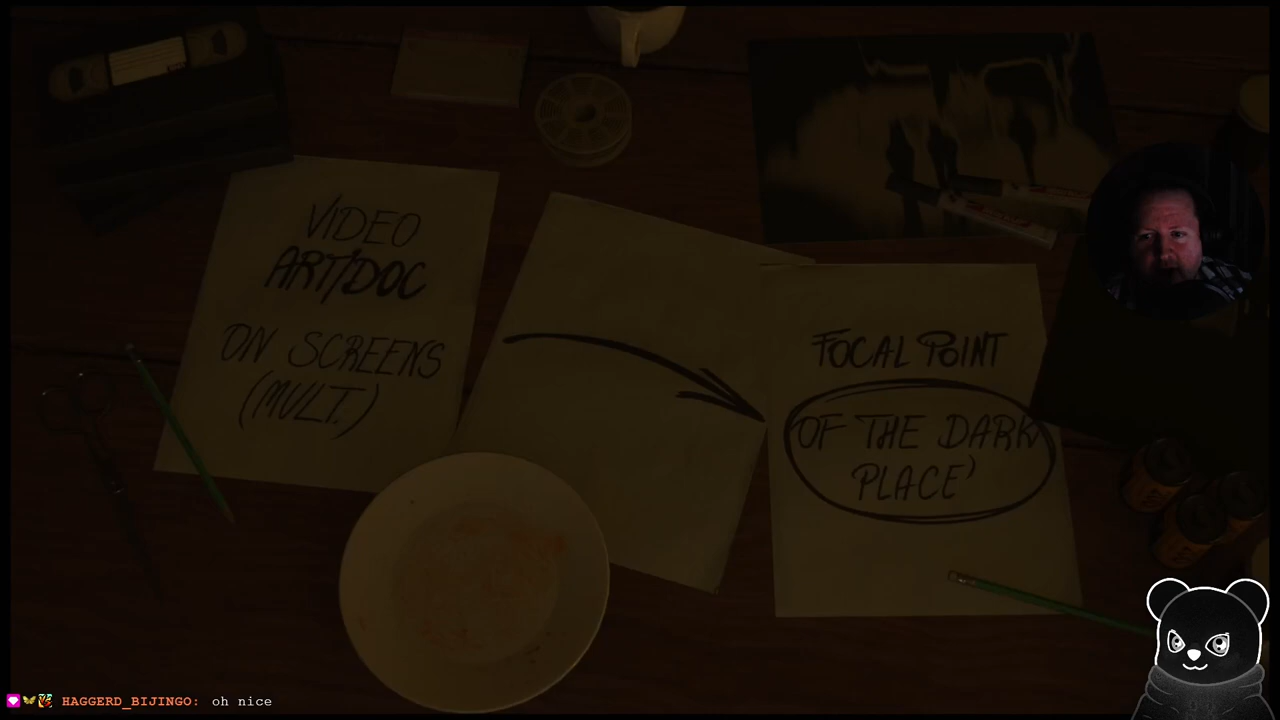 VIDEO
ART/DOC
ON SCREENS
(MULT.)
FOCAL POINT
OF THE DARK
PLACE'
HAGGERD_BIJINGO: oh nice